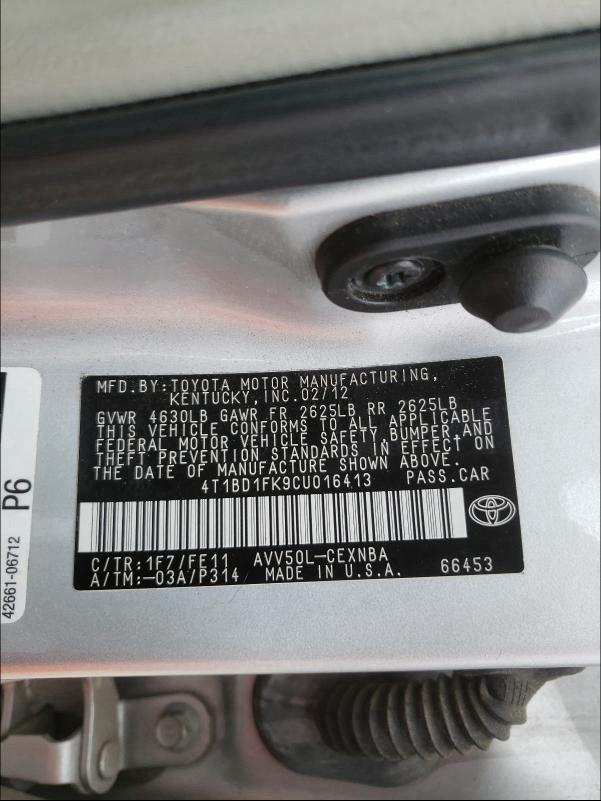 MFD. BY: TOYOTA MOTOR MANUFACTURING,
KENTUCKY, INC. 02/12
GVWR 4630LB GAWR FR 2625LB RR 2625LB
THIS VEHICLE CONFORMS TO ALL APPLICABLE
FEDERAL MOTOR VEHICLE SAFETY, BUMPER, AND
THEFT PREVENTION STANDARDS IN EFFECT ON
THE DATE OF MANUFACTURE SHOWN ABOVE.
4T1BD1FK9CU016413 PASS. CAR
C/TR: 1F7/FE11 AVV50L-CEXNBA
A/TM: -03A/P314 MADE IN U.S.A. 66453
P6
42661-06712